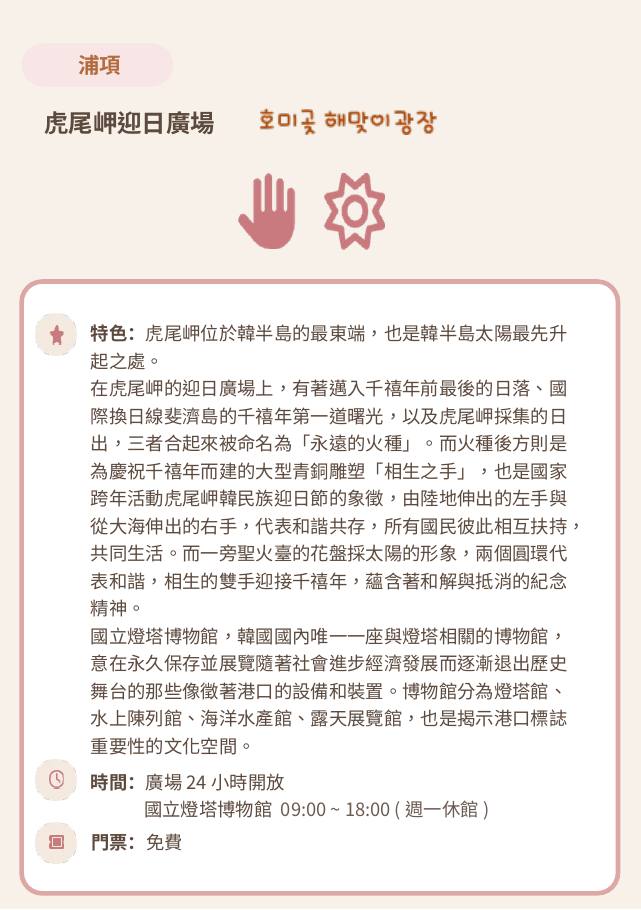 浦項
虎尾岬迎日廣場 호미곶 해맞이광장
特色：虎尾岬位於韓半島的最東端，也是韓半島太陽最先升
起之處。
在虎尾岬的迎日廣場上，有著邁入千禧年前最後的日落、國
際換日線斐濟島的千禧年第一道曙光，以及虎尾岬採集的日
出，三者合起來被命名為「永遠的火種」。而火種後方則是
為慶祝千禧年而建的大型青銅雕塑「相生之手」，也是國家
跨年活動虎尾岬韓民族迎日節的象徵，由陸地伸出的左手與
從大海伸出的右手，代表和諧共存，所有國民彼此相互扶持，
共同生活。而一旁聖火臺的花盤採太陽的形象，兩個圓環代
表和諧，相生的雙手迎接千禧年，蘊含著和解與抵消的紀念
精神。
國立燈塔博物館，韓國國內唯一一座與燈塔相關的博物館，
意在永久保存並展覽隨著社會進步經濟發展而逐漸退出歷史
舞台的那些像徵著港口的設備和裝置。博物館分為燈塔館、
水上陳列館、海洋水產館、露天展覽館，也是揭示港口標誌
重要性的文化空間。
時間：廣場 24 小時開放
國立燈塔博物館 09:00 ~ 18:00 ( 週一休館 )
門票：免費